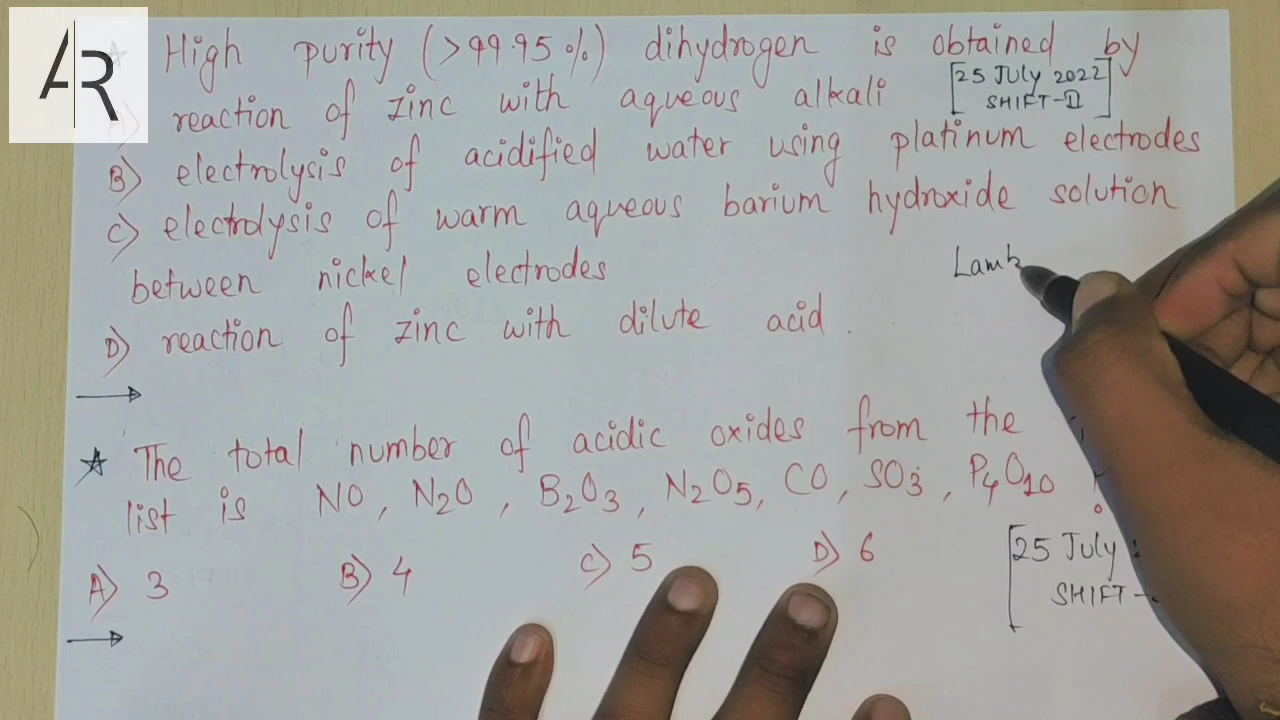 AR
High purity (>99.95%) dihydrogen is obtained by
reaction of zinc with aqueous alkali
[25 JULY 2022
SHIFT-II]
B) electrolysis of acidified water using platinum electrodes
C) electrolysis of warm aqueous barium hydroxide solution
between nickel electrodes
Lamb
D) reaction of zinc with dilute acid.
→
☆ The total number of acidic oxides from the
list is NO, N2O, B2O3, N2O5, CO, SO3, P4O10
A) 3 B) 4 C) 5 D) 6
[25 July
SHIFT-
→